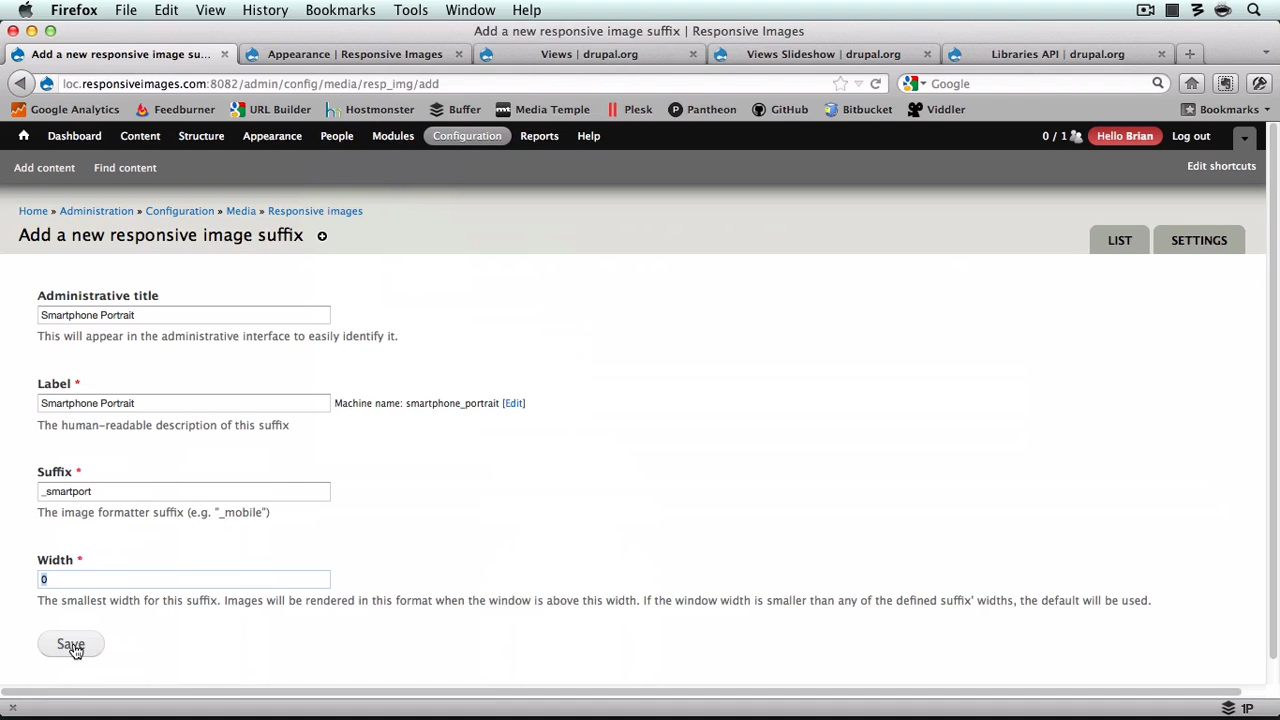 Firefox File Edit View History Bookmarks Tools Window Help
Add a new responsive image suffix | Responsive Images
Add a new responsive image su... Appearance | Responsive Images Views | drupal.org Views Slideshow | drupal.org Libraries API | drupal.org
loc.responsiveimages.com:8082/admin/config/media/resp_img/add Google
Google Analytics Feedburner URL Builder Hostmonster Buffer mt Media Temple Plesk Pantheon GitHub Bitbucket Viddler Bookmarks
Dashboard Content Structure Appearance People Modules Configuration Reports Help 0 / 1 Hello Brian Log out
Add content Find content Edit shortcuts
Home » Administration » Configuration » Media » Responsive images
Add a new responsive image suffix LIST SETTINGS
Administrative title
Smartphone Portrait
This will appear in the administrative interface to easily identify it.
Label *
Smartphone Portrait Machine name: smartphone_portrait [Edit]
The human-readable description of this suffix
Suffix *
_smartport
The image formatter suffix (e.g. "_mobile")
Width *
0
The smallest width for this suffix. Images will be rendered in this format when the window is above this width. If the window width is smaller than any of the defined suffix' widths, the default will be used.
Save
1P